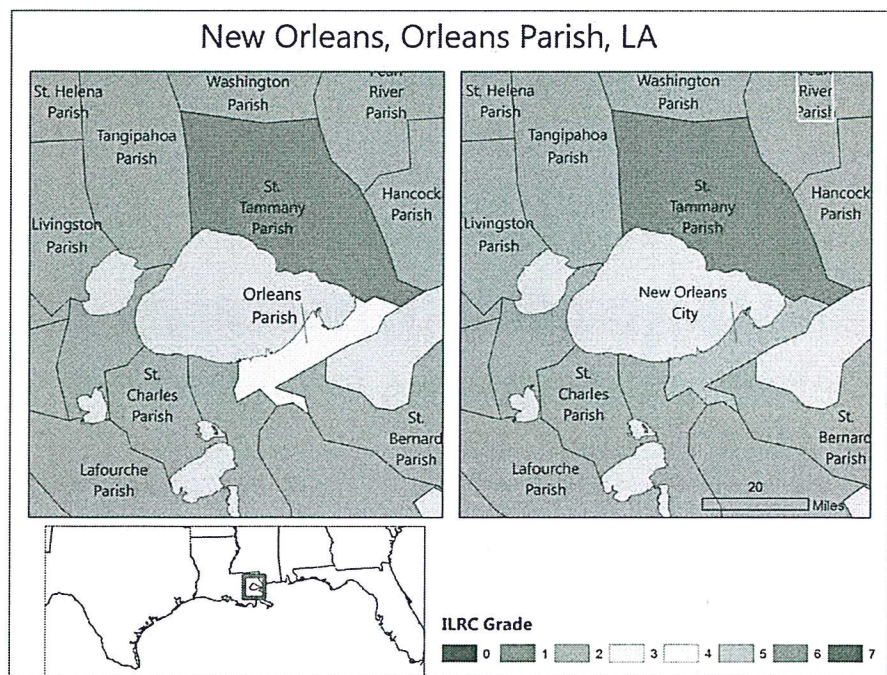 New Orleans, Orleans Parish, LA
St. Helena
Parish
Washington
Parish
River
Parish
Tangipahoa
Parish
St.
Tammany
Parish
Hancock
Parish
Livingston
Parish
Orleans
Parish
St.
Charles
Parish
St.
Bernard
Parish
Lafourche
Parish
St. Helena
Parish
Washington
Parish
River
Parish
Tangipahoa
Parish
St.
Tammany
Parish
Hancock
Parish
Livingston
Parish
New Orleans
City
St.
Charles
Parish
St.
Bernard
Parish
Lafourche
Parish
20
Miles
ILRC Grade
0 1 2 3 4 5 6 7